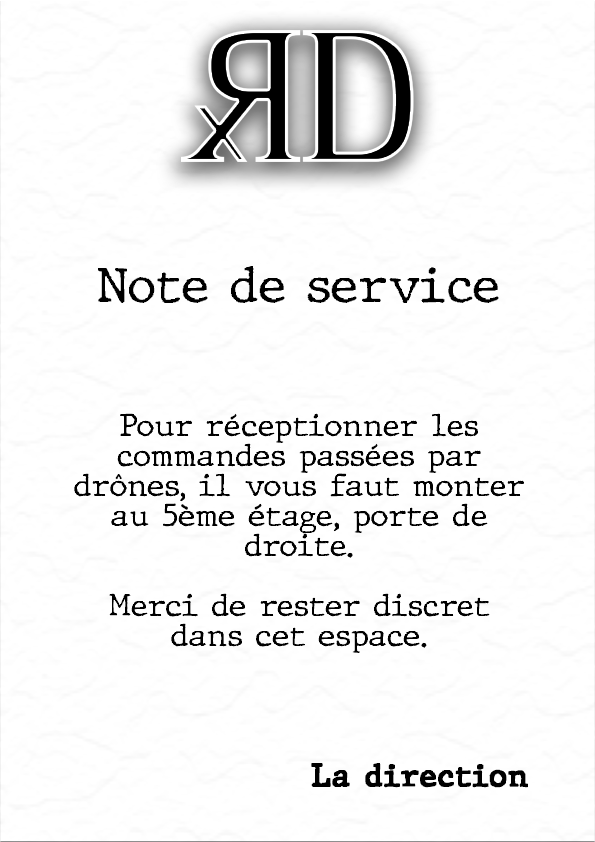 ЯD
x
Note de service
Pour réceptionner les
commandes passées par
drônes, il vous faut monter
au 5ème étage, porte de
droite.
Merci de rester discret
dans cet espace.
La direction